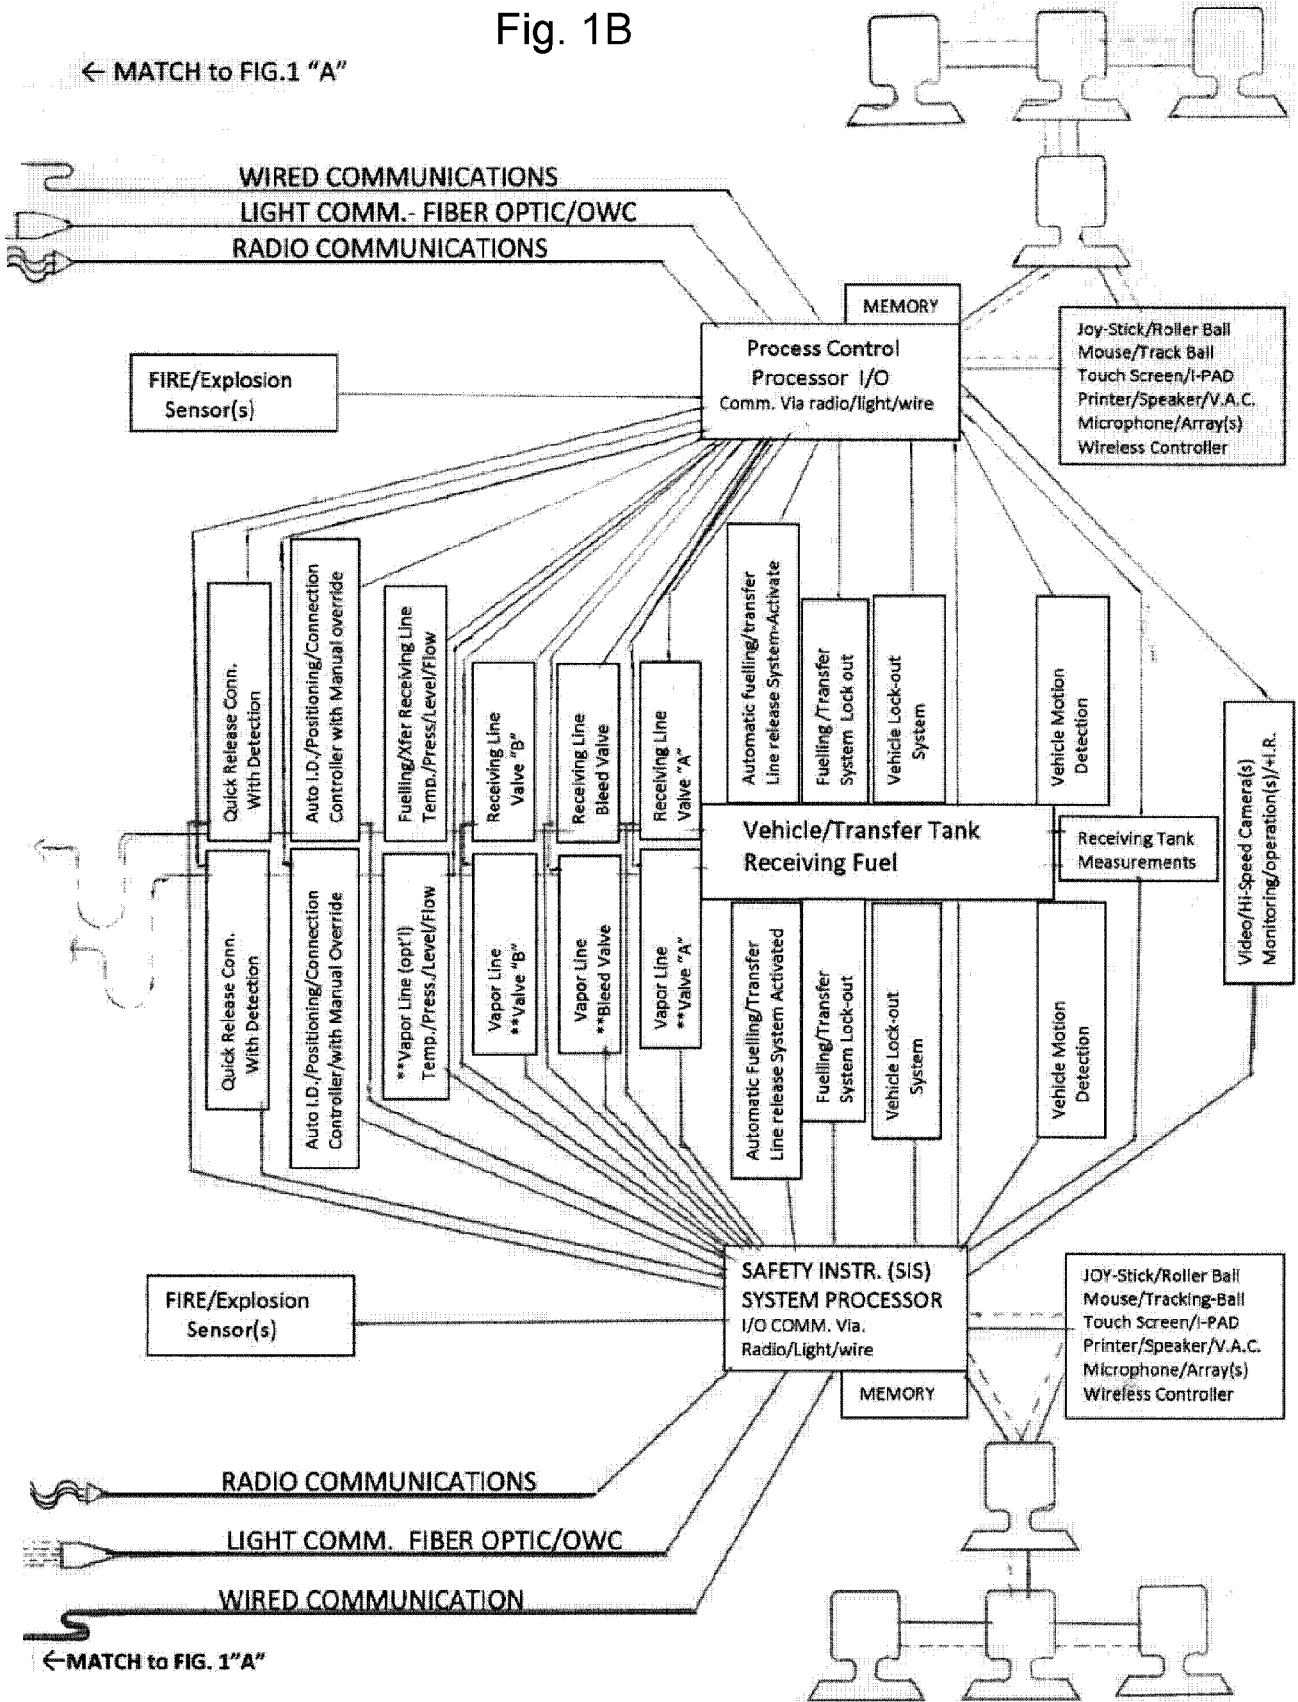 Fig. 1B
← MATCH to FIG.1 "A"
WIRED COMMUNICATIONS
LIGHT COMM.- FIBER OPTIC/OWC
RADIO COMMUNICATIONS
MEMORY
Process Control
Processor I/O
Comm. Via radio/light/wire
Joy-Stick/Roller Ball
Mouse/Track Ball
Touch Screen/I-PAD
Printer/Speaker/V.A.C.
Microphone/Array(s)
Wireless Controller
FIRE/Explosion
Sensor(s)
Quick Release Conn.
With Detection
Auto I.D./Positioning/Connection
Controller with Manual override
Fuelling/Xfer Receiving Line
Temp./Press/Level/Flow
Receiving Line
Valve "B"
Receiving Line
Bleed Valve
Receiving Line
Valve "A"
Automatic fuelling/transfer
Line release System-Activate
Fuelling/Transfer
System Lock out
Vehicle Lock-out
System
Vehicle Motion
Detection
Video/Hi-Speed Camera(s)
Monitoring/operation(s)/+I.R.
Vehicle/Transfer Tank
Receiving Fuel
Receiving Tank
Measurements
Quick Release Conn.
With Detection
Auto I.D./Positioning/Connection
Controller/with Manual Override
**Vapor Line (opt'l)
Temp./Press./Level/Flow
Vapor Line
**Valve "B"
Vapor Line
**Bleed Valve
Vapor Line
**Valve "A"
Automatic Fuelling/Transfer
Line release System Activated
Fuelling/Transfer
System Lock-out
Vehicle Lock-out
System
Vehicle Motion
Detection
FIRE/Explosion
Sensor(s)
SAFETY INSTR. (SiS)
SYSTEM PROCESSOR
I/O COMM. Via.
Radio/Light/wire
MEMORY
JOY-Stick/Roller Ball
Mouse/Tracking-Ball
Touch Screen/I-PAD
Printer/Speaker/V.A.C.
Microphone/Array(s)
Wireless Controller
RADIO COMMUNICATIONS
LIGHT COMM. FIBER OPTIC/OWC
WIRED COMMUNICATION
←MATCH to FIG. 1"A"